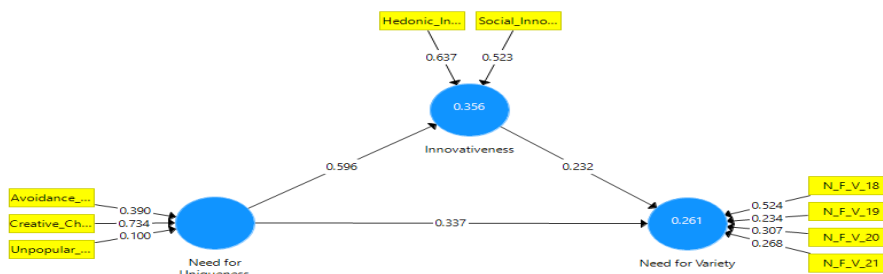 Hedonic_In...
Social_Inno...
0.637
0.523
0.356
Innovativeness
0.596
0.232
Avoidance_...
Creative_Ch...
Unpopular_...
0.390
0.734
0.100
Need for
Uniqueness
0.337
0.261
Need for Variety
0.524
0.234
0.307
0.268
N_F_V_18
N_F_V_19
N_F_V_20
N_F_V_21